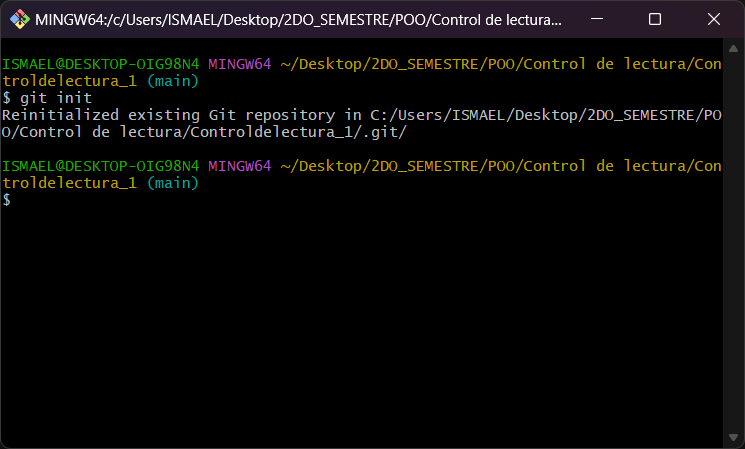 MINGW64:/c/Users/ISMAEL/Desktop/2DO_SEMESTRE/POO/Control de lectura...
ISMAEL@DESKTOP-OIG98N4 MINGW64 ~/Desktop/2DO_SEMESTRE/POO/Control de lectura/Con
troldelectura_1 (main)
$ git init
Reinitialized existing Git repository in C:/Users/ISMAEL/Desktop/2DO_SEMESTRE/PO
O/Control de lectura/Controldelectura_1/.git/
ISMAEL@DESKTOP-OIG98N4 MINGW64 ~/Desktop/2DO_SEMESTRE/POO/Control de lectura/Con
troldelectura_1 (main)
$